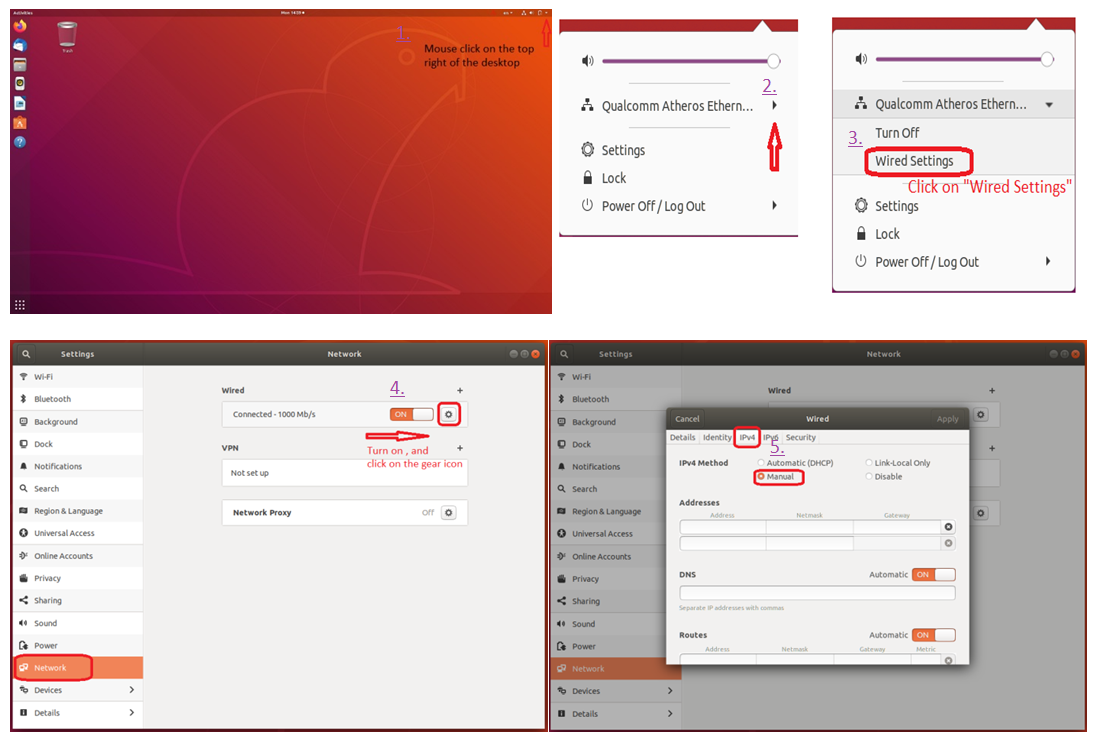 Activities
Mon 14:59
en
Trash
1.
Mouse click on the top
right of the desktop
2.
Qualcomm Atheros Ethern...
Settings
Lock
Power Off / Log Out
Qualcomm Atheros Ethern...
Turn Off
3.
Wired Settings
Click on "Wired Settings"
Settings
Lock
Power Off / Log Out
Settings
Network
Wi-Fi
Bluetooth
Background
Dock
Notifications
Search
Region & Language
Universal Access
Online Accounts
Privacy
Sharing
Sound
Power
Network
Devices
Details
4.
Wired
+
Connected - 1000 Mb/s
ON
Turn on , and
click on the gear icon
VPN
+
Not set up
Network Proxy
Off
Settings
Network
Wi-Fi
Bluetooth
Background
Dock
Notifications
Search
Region & Language
Universal Access
Online Accounts
Privacy
Sharing
Sound
Power
Network
Devices
Details
Wired
+
+
Cancel
Wired
Apply
Details
Identity
IPv4
IPv6
Security
5.
IPv4 Method
Automatic (DHCP)
Link-Local Only
Manual
Disable
Addresses
Address
Netmask
Gateway
DNS
Automatic
ON
Separate IP addresses with commas
Routes
Automatic
ON
Address
Netmask
Gateway
Metric